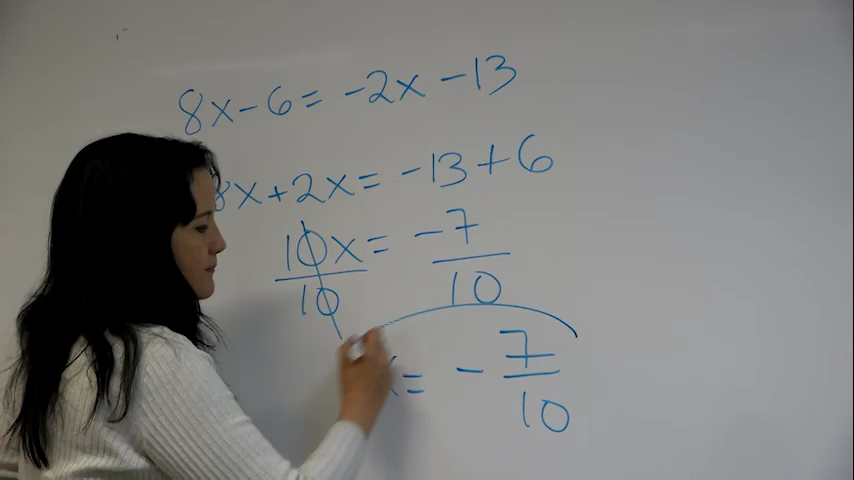 8x - 6 = -2x - 13
8x + 2x = -13 + 6
10x = -7
10 10
x = - 7
10